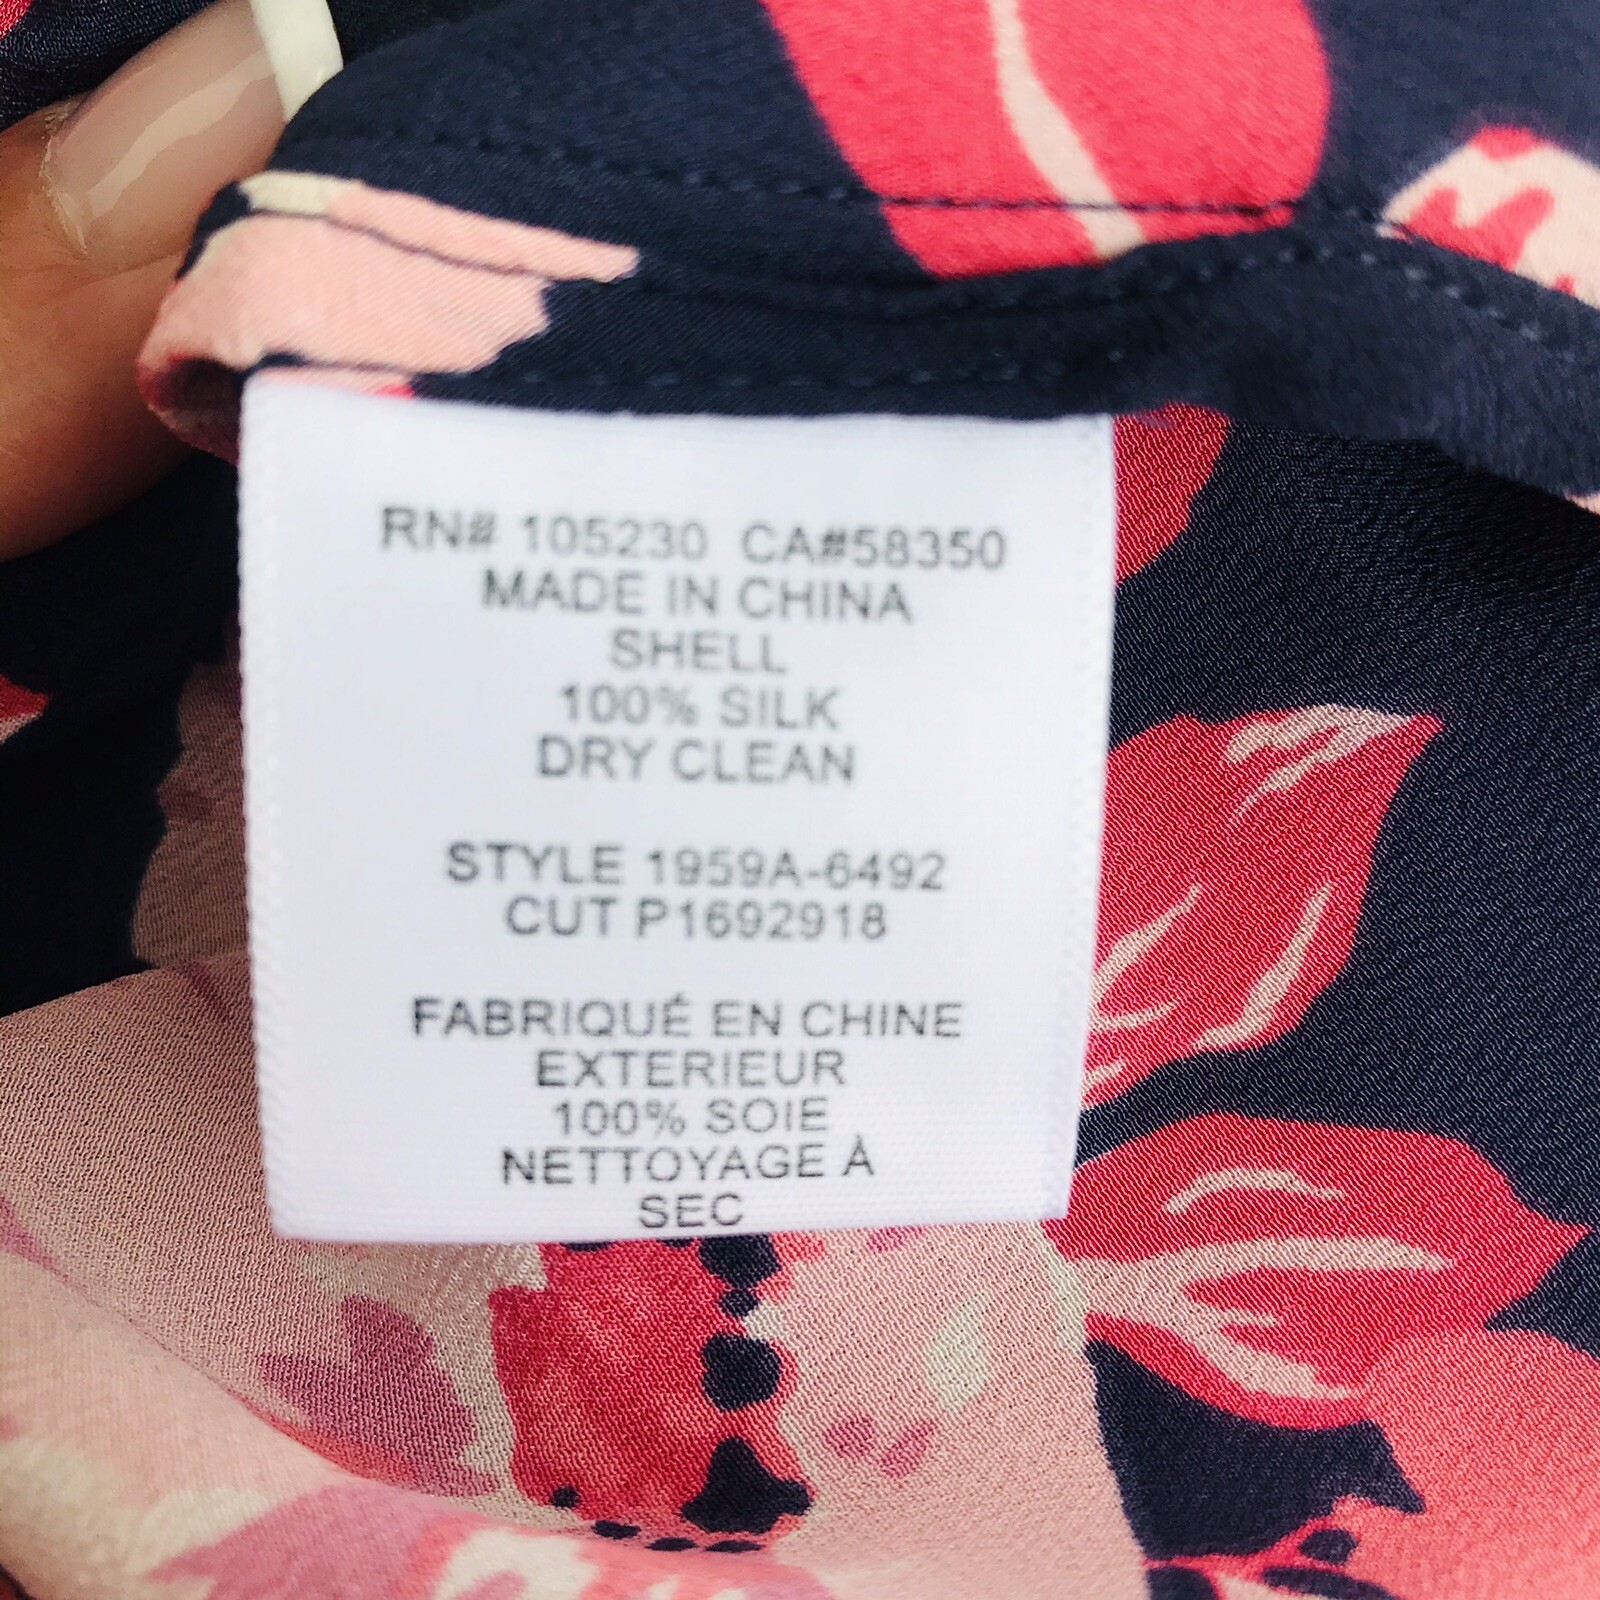 RN# 105230 CA#58350
MADE IN CHINA
SHELL
100% SILK
DRY CLEAN
STYLE 1959A-6492
CUT P1692918
FABRIQUÉ EN CHINE
EXTERIEUR
100% SOIE
NETTOYAGE À
SEC